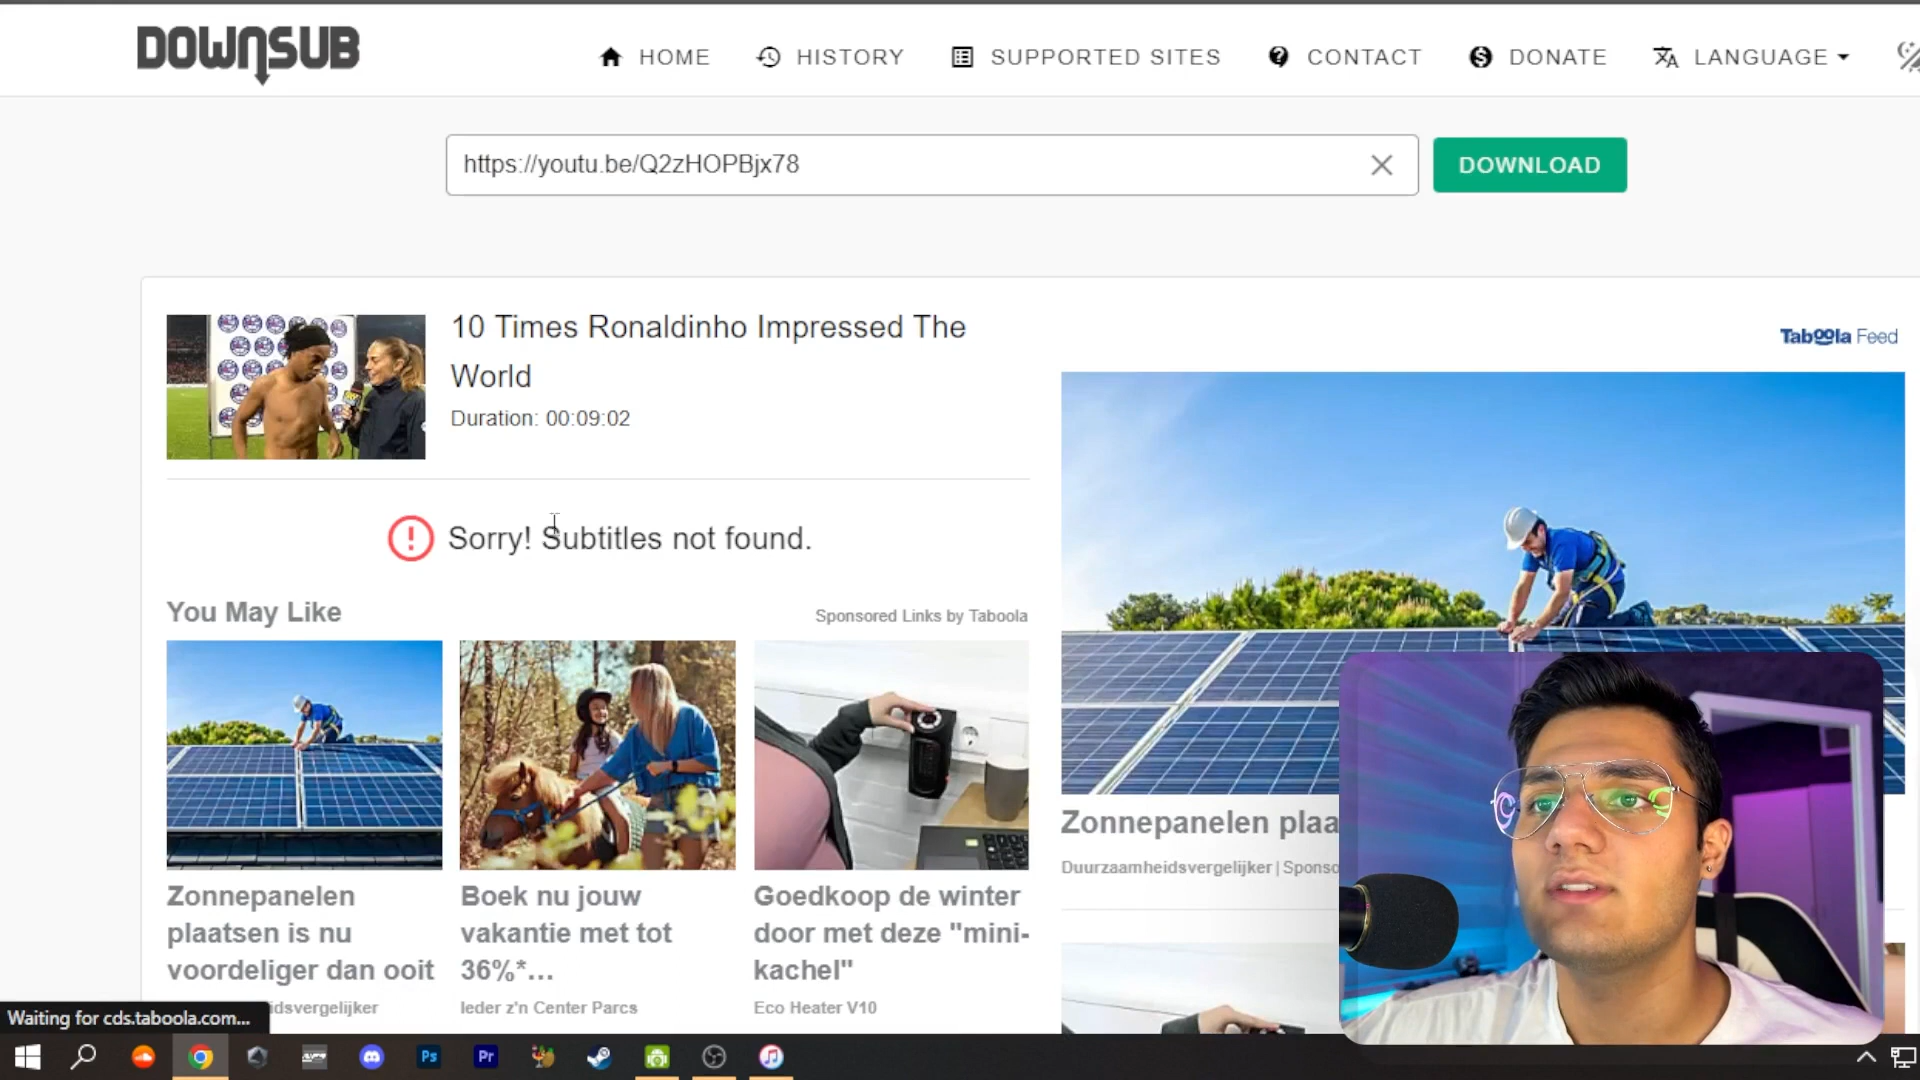 DOWNSUB
HOME
HISTORY
SUPPORTED SITES
CONTACT
DONATE
LANGUAGE
https://youtu.be/Q2zHOPBjx78
DOWNLOAD
10 Times Ronaldinho Impressed The
World
Duration: 00:09:02
Taboola Feed
Sorry! Subtitles not found.
You May Like
Sponsored Links by Taboola
Zonnepanelen
plaatsen is nu
voordeliger dan ooit
idsvergelijker
Boek nu jouw
vakantie met tot
36%*...
Ieder z'n Center Parcs
Goedkoop de winter
door met deze "mini-
kachel"
Eco Heater V10
Zonnepanelen plaa
Duurzaamheidsvergelijker | Sponso
Waiting for cds.taboola.com...
Ps
Pr